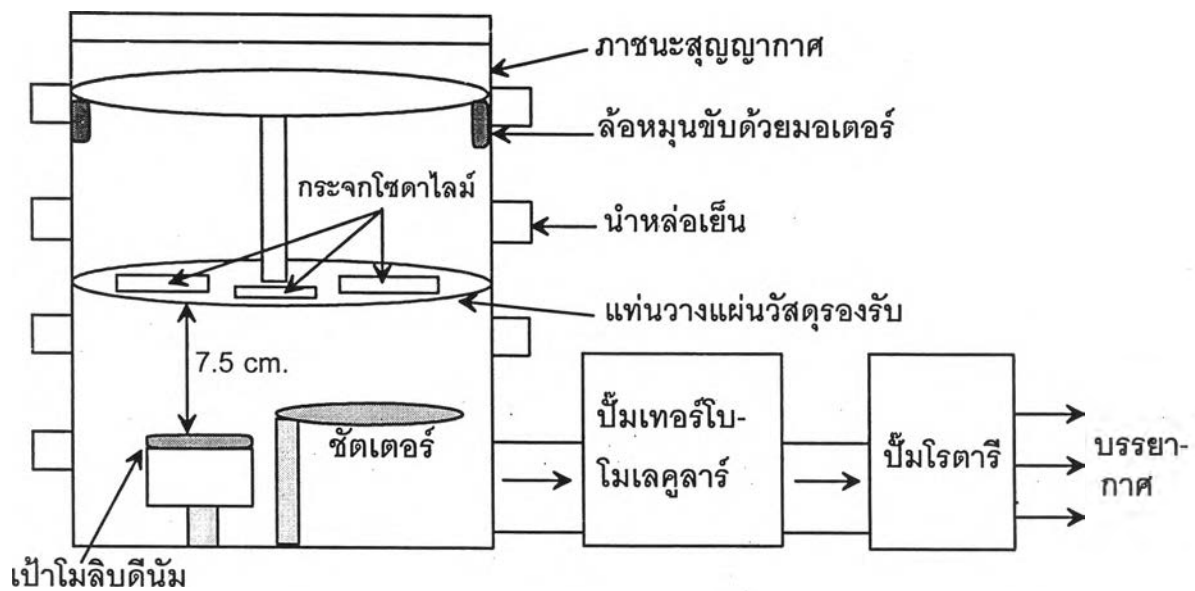 ภาชนะสุญญากาศ
ล้อหมุนขับด้วยมอเตอร์
กระจกโซดาไลม์
นำหล่อเย็น
แท่นวางแผ่นวัสดุรองรับ
7.5 cm.
ชัตเตอร์
ปั๊มเทอร์โบ-
โมเลคูลาร์
ปั๊มโรตารี
บรรยา-
กาศ
เป้าโมลิบดีนัม